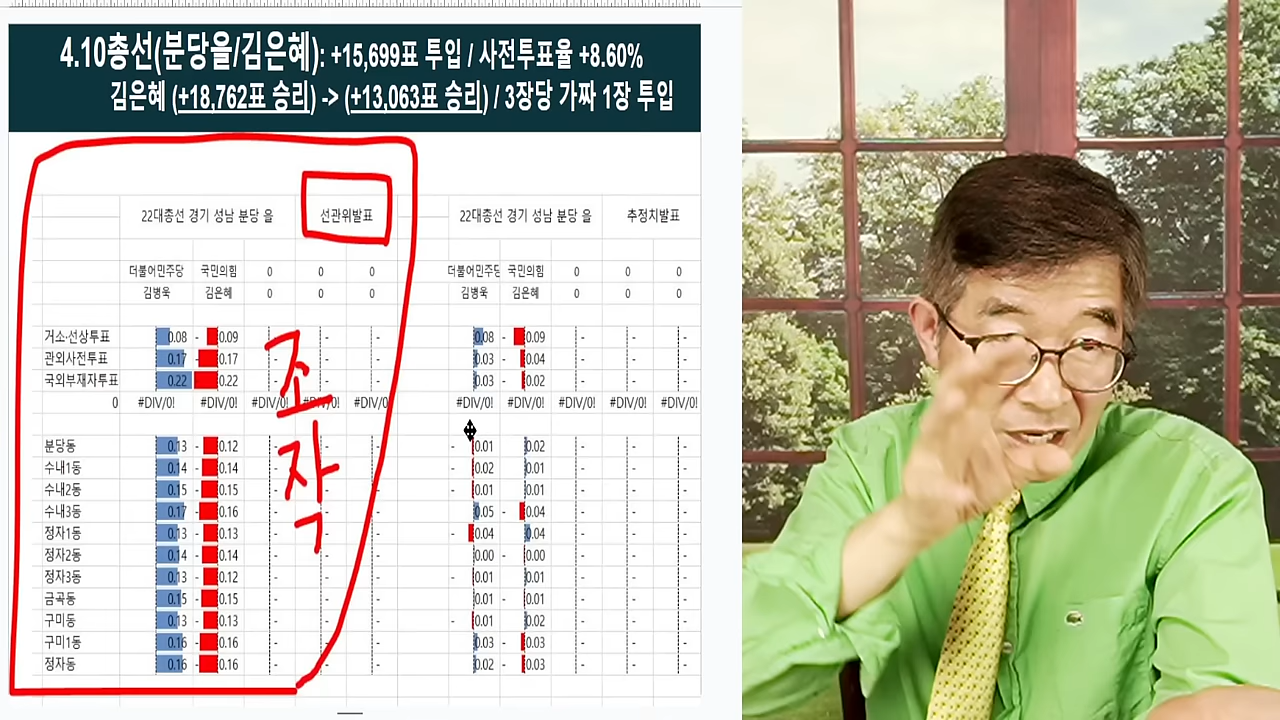 4.10총선(분당을/김은혜): +15,699표 투입 / 사전투표율 +8.60%
김은혜 (+18,762표 승리) -> (+13,063표 승리) / 3장당 가짜 1장 투입
22대총선 경기 성남 분당 을 선관위발표 22대총선 경기 성남 분당 을 추정치발표
더불어민주당 국민의힘 0 0 0 더불어민주당 국민의힘 0 0 0
김병욱 김은혜 0 0 0 김병욱 김은혜 0 0 0
거소·선상투표 0.08 - 0.09 - - - 0.08 - 0.09 - - -
관외사전투표 0.17 - 0.17 - - - 0.03 - 0.04 - - -
국외부재자투표 0.22 - 0.22 - - - 0.03 - 0.02 - - -
0 #DIV/0! #DIV/0! #DIV/0! #DIV/0! #DIV/0! #DIV/0! #DIV/0! #DIV/0! #DIV/0! #DIV/0!
분당동 0.13 - 0.12 - - - - 0.01 0.02 - - -
수내1동 0.14 - 0.14 - - - - 0.02 0.01 - - -
수내2동 0.15 - 0.15 - - - - 0.01 0.01 - - -
수내3동 0.17 - 0.16 - - - 0.05 - 0.04 - - -
정자1동 0.13 - 0.13 - - - - 0.04 0.04 - - -
정자2동 0.14 - 0.14 - - - - 0.00 - 0.00 - - -
정자3동 0.13 - 0.12 - - - - 0.01 0.01 - - -
금곡동 0.15 - 0.15 - - - 0.01 - 0.01 - - -
구미동 0.13 - 0.13 - - - - 0.01 0.02 - - -
구미1동 0.16 - 0.16 - - - 0.03 - 0.03 - - -
정자동 0.16 - 0.16 - - - 0.02 - 0.03 - - -
조작